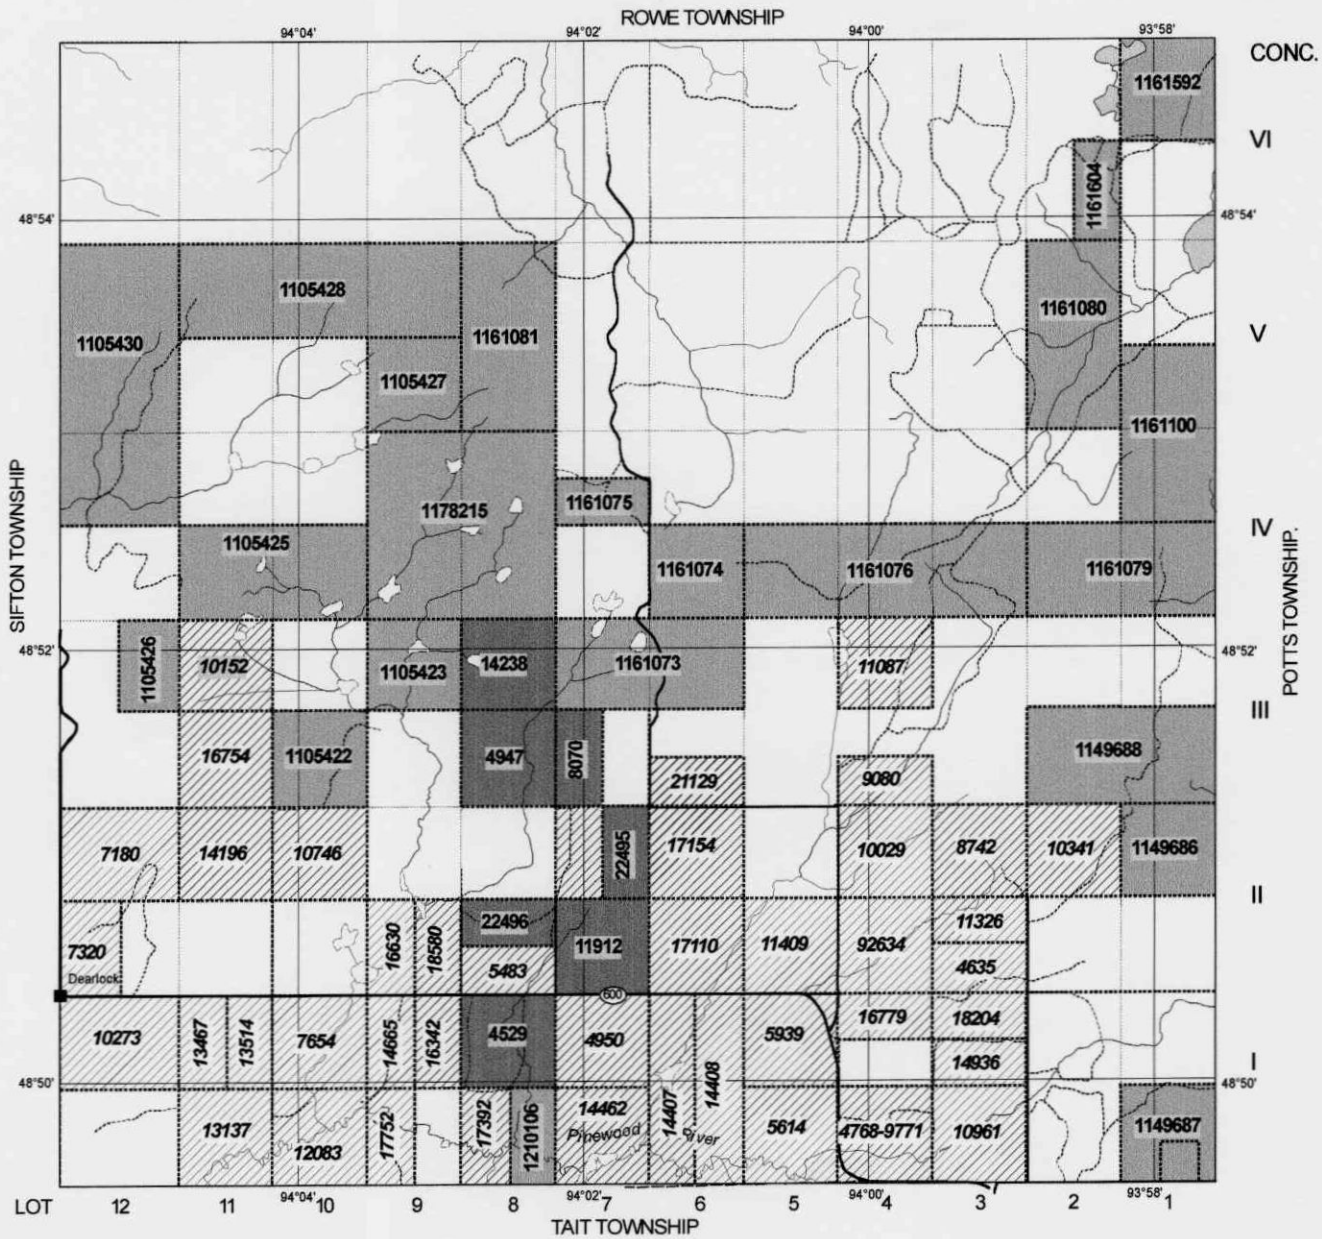 ROWE TOWNSHIP
94°04' 94°02' 94°00' 93°58'
CONC.
1161592
VI
1161604
48°54' 48°54'
1105428
1161080
1105430 1161081 V
1105427
1161100
1161075
1178215
IV
1105425
1161074 1161076 1161079
SIFTON TOWNSHIP
POTTS TOWNSHIP.
48°52' 48°52'
1105426 10152 1105423 14238 1161073 11087
III
16754 1105422 4947 8070 1149688
21129 9080
7180 14196 10746 22495 17154 10029 8742 10341 1149686
II
22496 11326
7320 16630 18580 11912 17110 11409 92634
5483 4635
Dearlock
600
10273 13467 13514 7654 14665 16342 4529 4950 14408 5939 16779 18204
14936 I
48°50' 48°50'
13137 12083 17752 17392 1210106 14462 14407 5614 4768-9771 10961 1149687
Pinewood River
94°04' 94°02' 94°00' 93°58'
LOT 12 11 10 9 8 7 6 5 4 3 2 1
TAIT TOWNSHIP